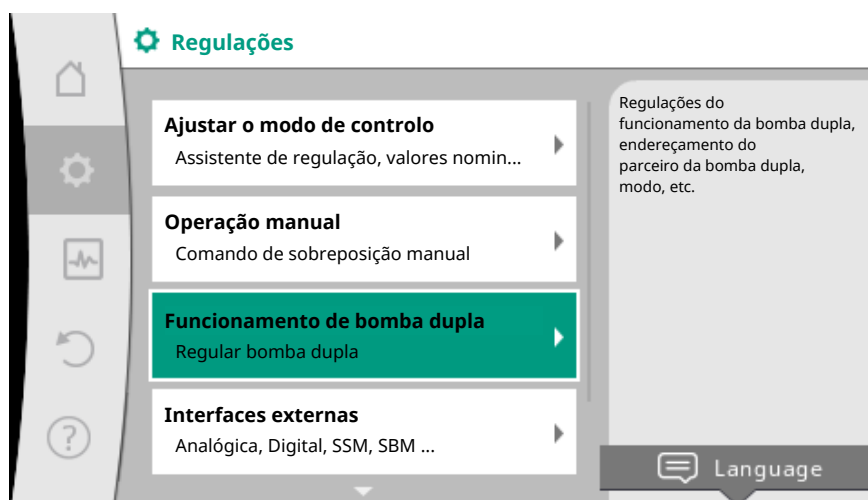 Regulações
Ajustar o modo de controlo
Assistente de regulação, valores nomin...
Operação manual
Comando de sobreposição manual
Funcionamento de bomba dupla
Regular bomba dupla
Interfaces externas
Analógica, Digital, SSM, SBM ...
Regulações do
funcionamento da bomba dupla,
endereçamento do
parceiro da bomba dupla,
modo, etc.
Language